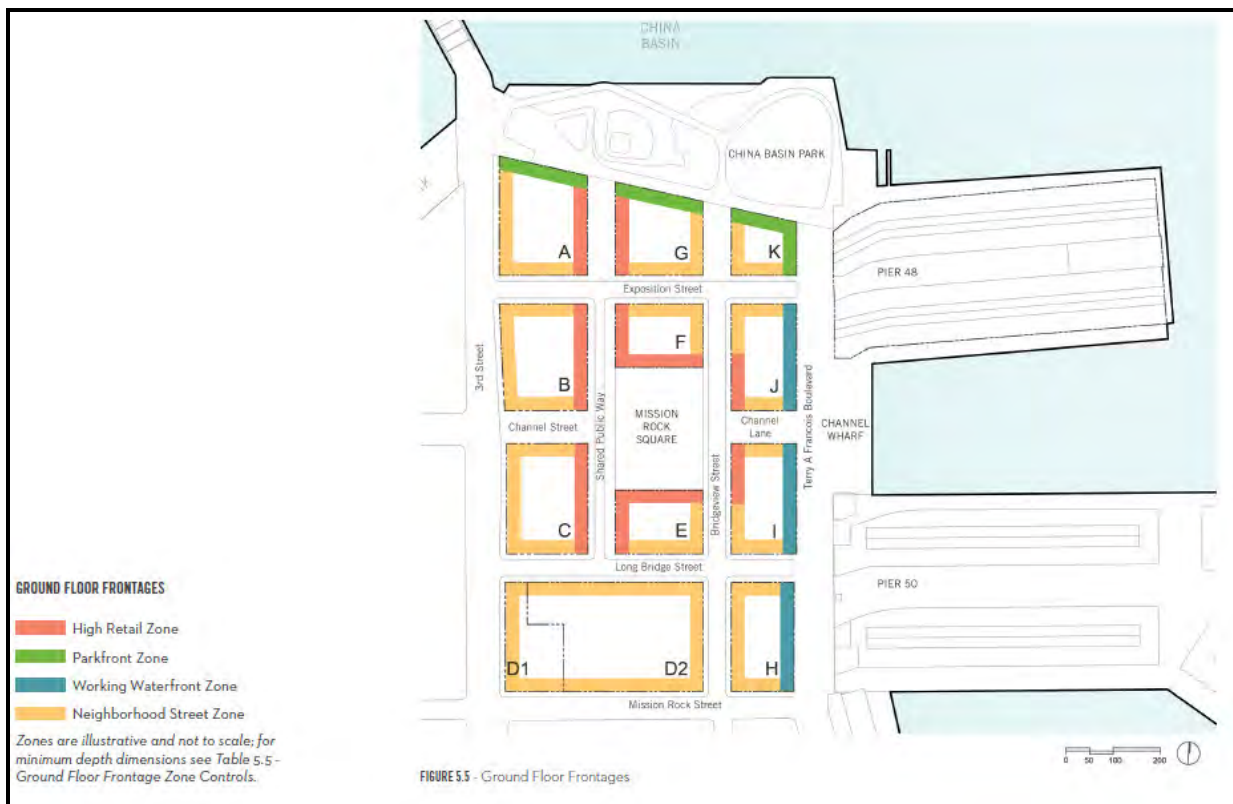 CHINA
BASIN
CHINA BASIN PARK
A
G
K
PIER 48
Exposition Street
3rd Street
B
F
J
Shared Public Way
MISSION
ROCK
SQUARE
Channel Street
Channel
Lane
Bridgeview Street
Terry A Francois Boulevard
CHANNEL
WHARF
C
E
I
Long Bridge Street
PIER 50
D1
D2
H
Mission Rock Street
GROUND FLOOR FRONTAGES
High Retail Zone
Parkfront Zone
Working Waterfront Zone
Neighborhood Street Zone
Zones are illustrative and not to scale; for
minimum depth dimensions see Table 5.5 -
Ground Floor Frontage Zone Controls.
FIGURE 5.5 - Ground Floor Frontages
0 50 100 200